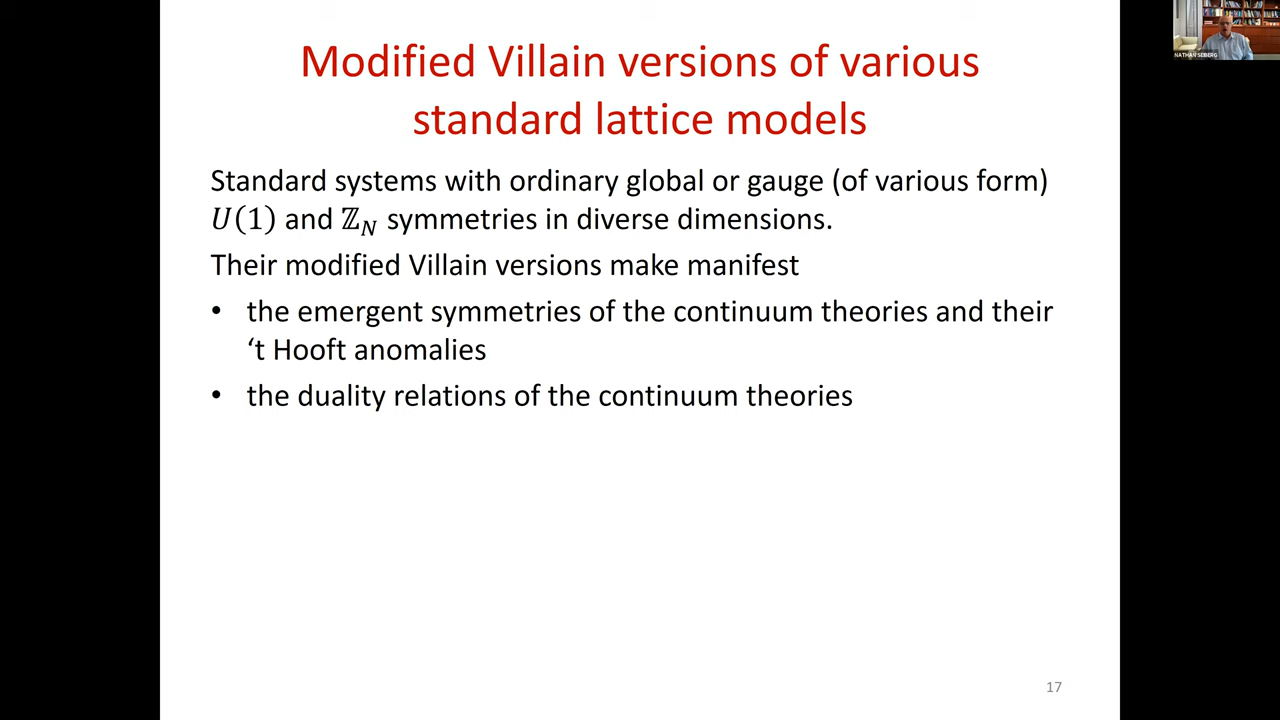 Modified Villain versions of various
standard lattice models
Standard systems with ordinary global or gauge (of various form)
U(1) and ℤ_N symmetries in diverse dimensions.
Their modified Villain versions make manifest
• the emergent symmetries of the continuum theories and their
‘t Hooft anomalies
• the duality relations of the continuum theories
17
NATHAN SEIBERG